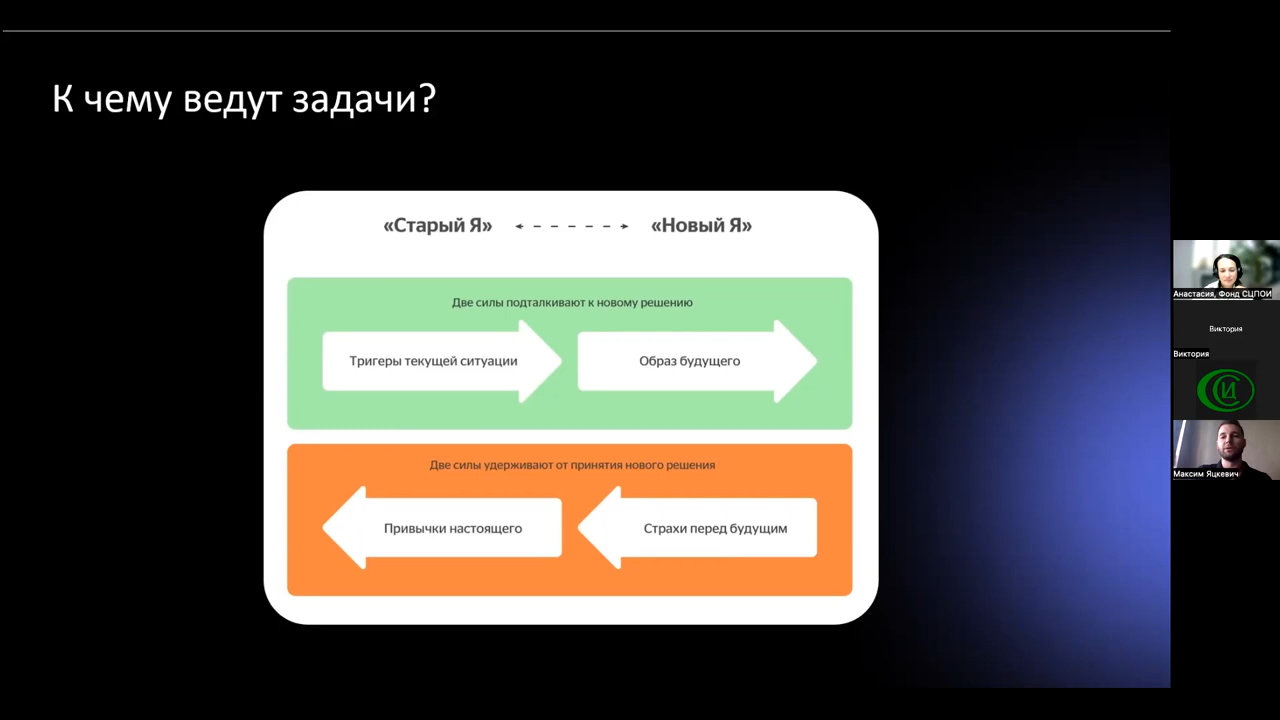 К чему ведут задачи?
«Старый Я» «Новый Я»
Две силы подталкивают к новому решению
Тригеры текущей ситуации
Образ будущего
Две силы удерживают от принятия нового решения
Привычки настоящего
Страхи перед будущим
Анастасия, Фонд СЦПОИ
Виктория
Виктория
Максим Яцкевич